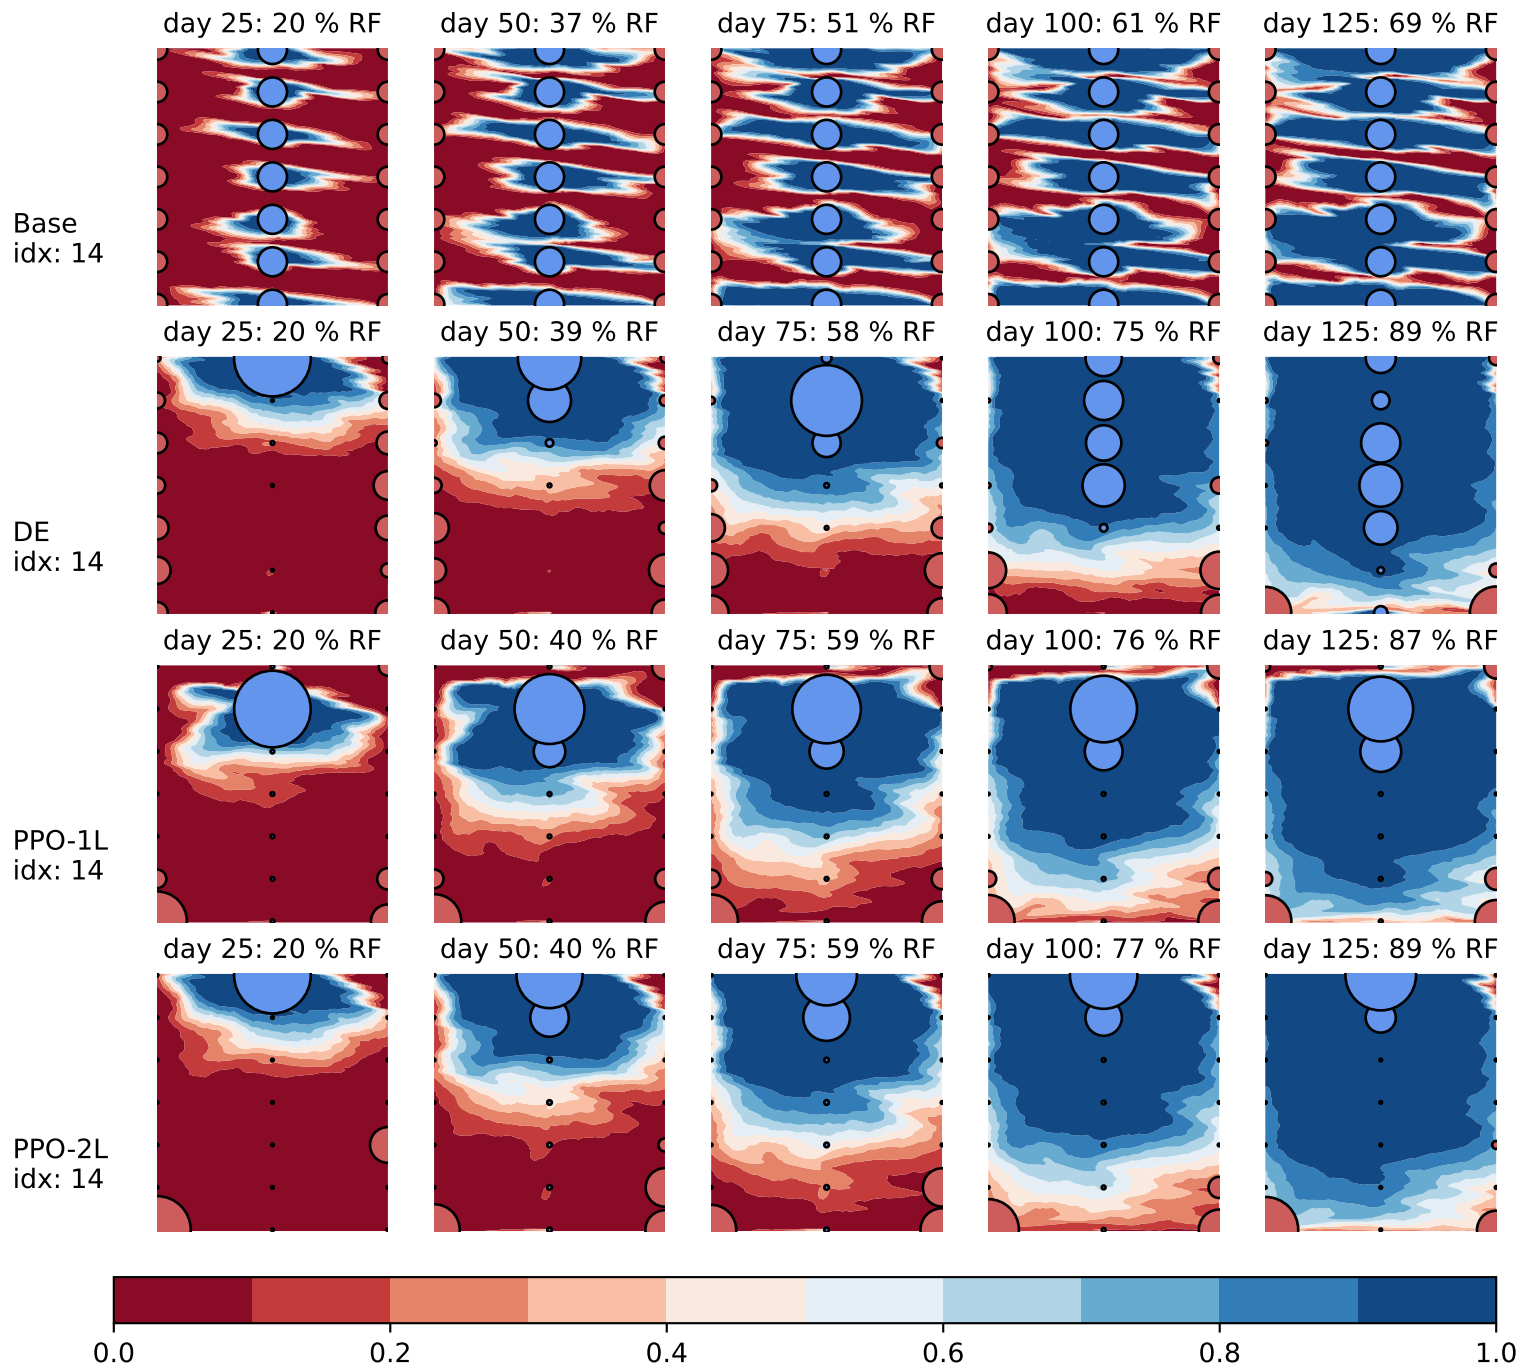 day 25: 20 % RF
day 50: 37 % RF
day 75: 51 % RF
day 100: 61 % RF
day 125: 69 % RF
Base
idx: 14
day 25: 20 % RF
day 50: 39 % RF
day 75: 58 % RF
day 100: 75 % RF
day 125: 89 % RF
DE
idx: 14
day 25: 20 % RF
day 50: 40 % RF
day 75: 59 % RF
day 100: 76 % RF
day 125: 87 % RF
PPO-1L
idx: 14
day 25: 20 % RF
day 50: 40 % RF
day 75: 59 % RF
day 100: 77 % RF
day 125: 89 % RF
PPO-2L
idx: 14
0.0
0.2
0.4
0.6
0.8
1.0